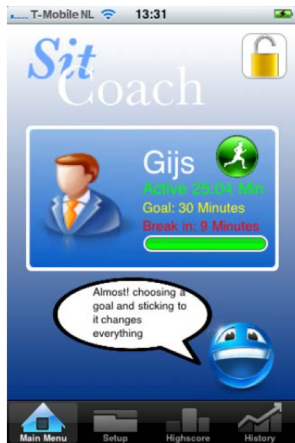 T-Mobile NL 13:31
Sit
Coach
Gijs
Active 25:04 Min
Goal: 30 Minutes
Break in: 9 Minutes
Almost! choosing a
goal and sticking to
it changes
everything
Main Menu Setup Highscore History